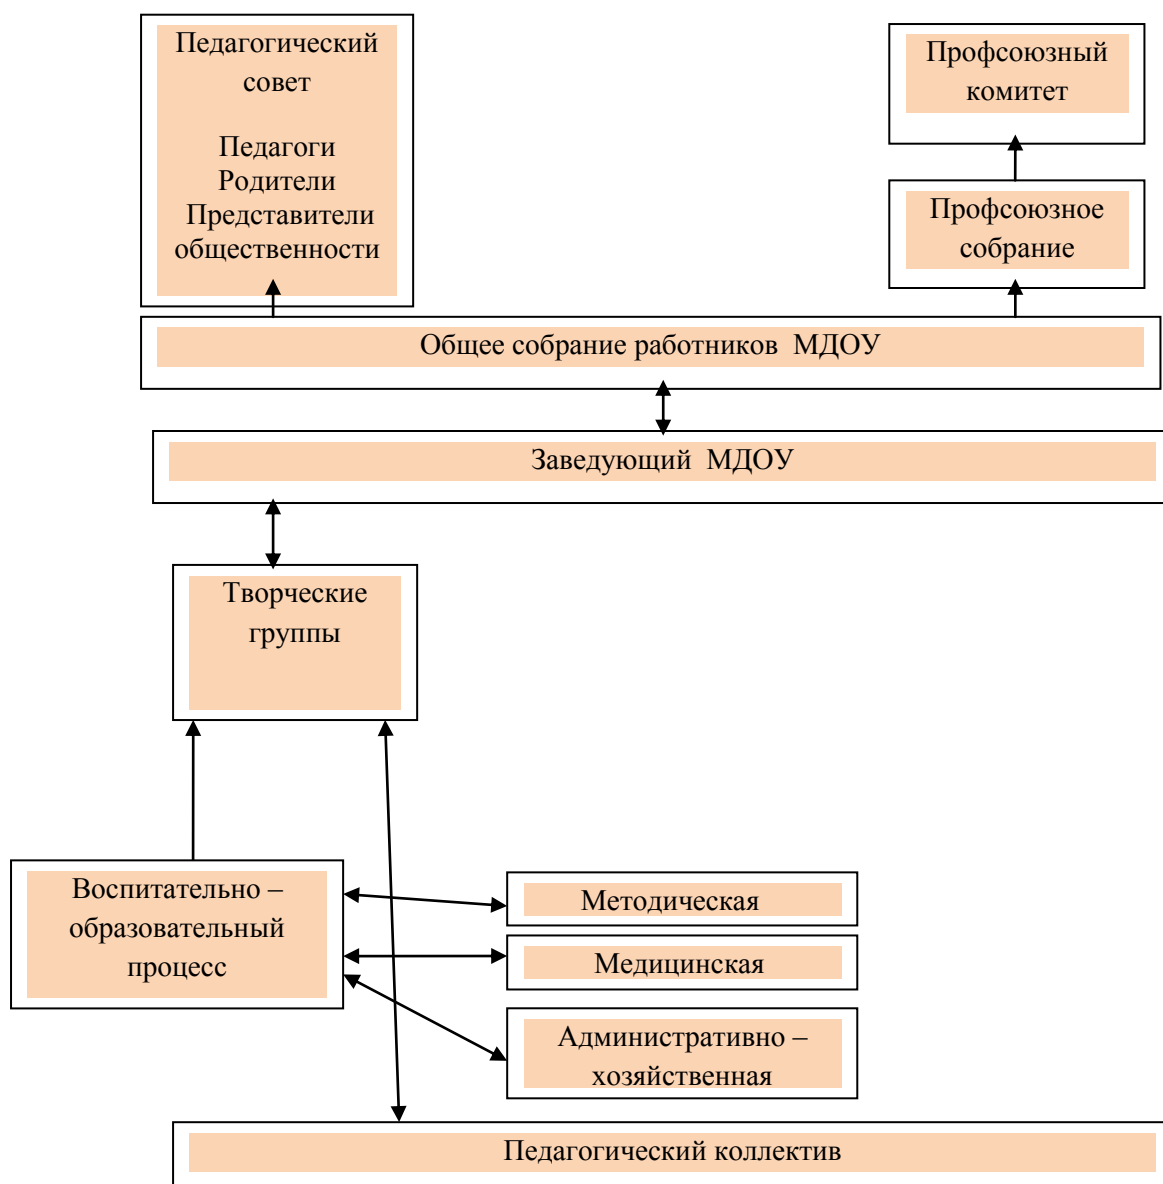 Педагогический
совет
Педагоги
Родители
Представители
общественности
Профсоюзный
комитет
Профсоюзное
собрание
Общее собрание работников МДОУ
Заведующий МДОУ
Творческие
группы
Воспитательно –
образовательный
процесс
Методическая
Медицинская
Административно –
хозяйственная
Педагогический коллектив